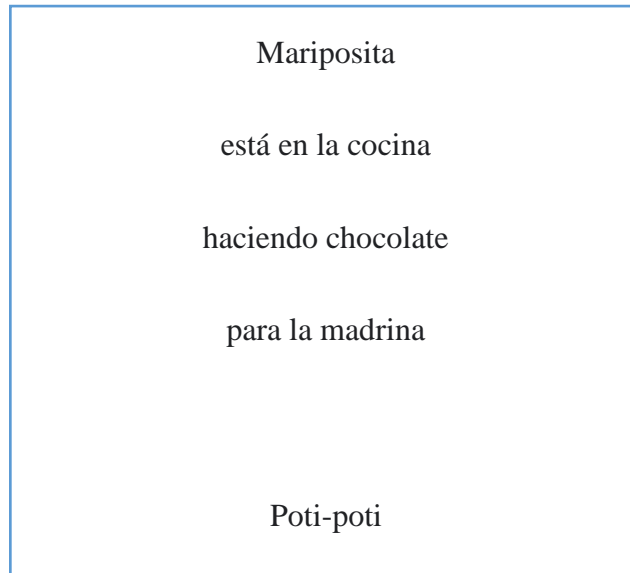 Mariposita
está en la cocina
haciendo chocolate
para la madrina
Poti-poti